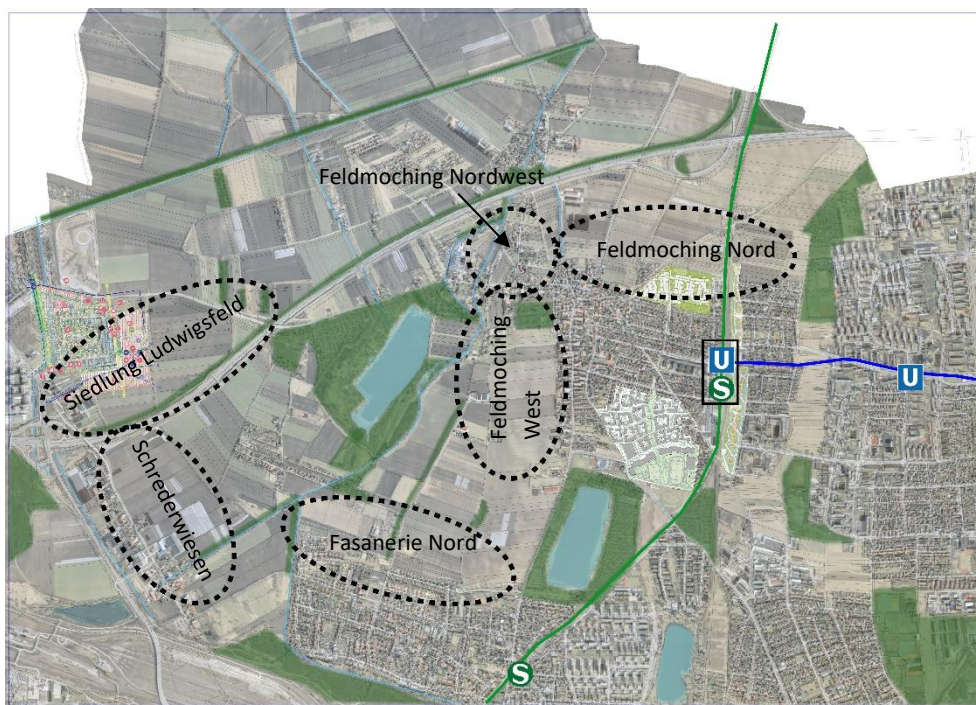 Feldmoching Nordwest
Feldmoching Nord
Siedlung Ludwigsfeld
Feldmoching
West
U
S
U
Schrederwiesen
Fasanerie Nord
S